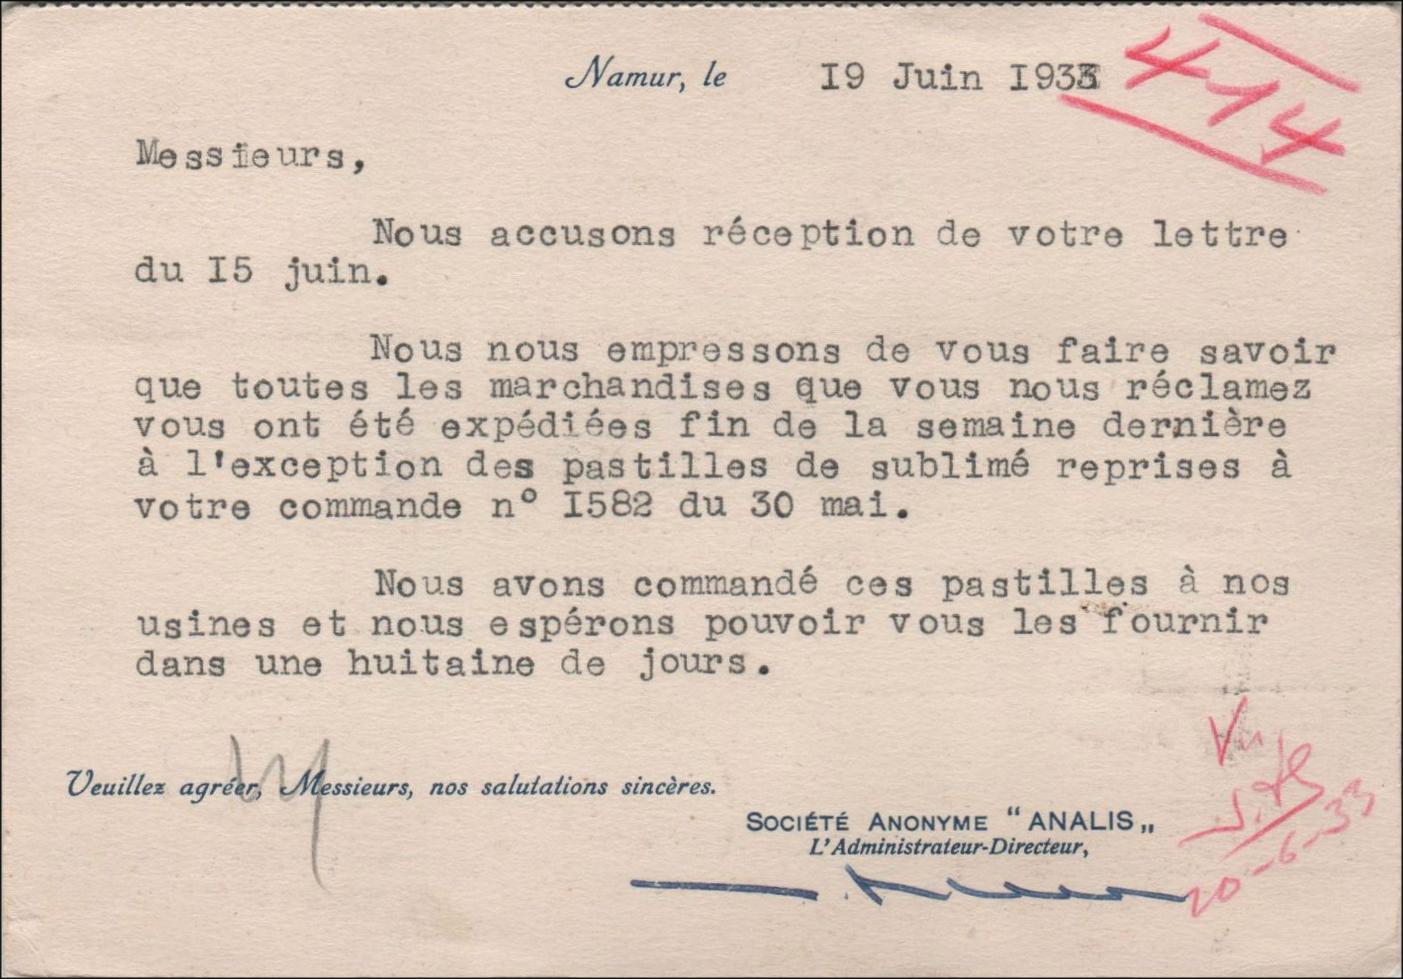 Namur, le 19 Juin 1933
414
Messieurs,
Nous accusons réception de votre lettre
du I5 juin.
Nous nous empressons de vous faire savoir
que toutes les marchandises que vous nous réclamez
vous ont été expédiées fin de la semaine dernière
à l'exception des pastilles de sublimé reprises à
votre commande n° I582 du 30 mai.
Nous avons commandé ces pastilles à nos
usines et nous espérons pouvoir vous les fournir
dans une huitaine de jours.
Veuillez agréer, Messieurs, nos salutations sincères.
SOCIÉTÉ ANONYME "ANALIS„
L'Administrateur-Directeur,
Vu
20-6-33